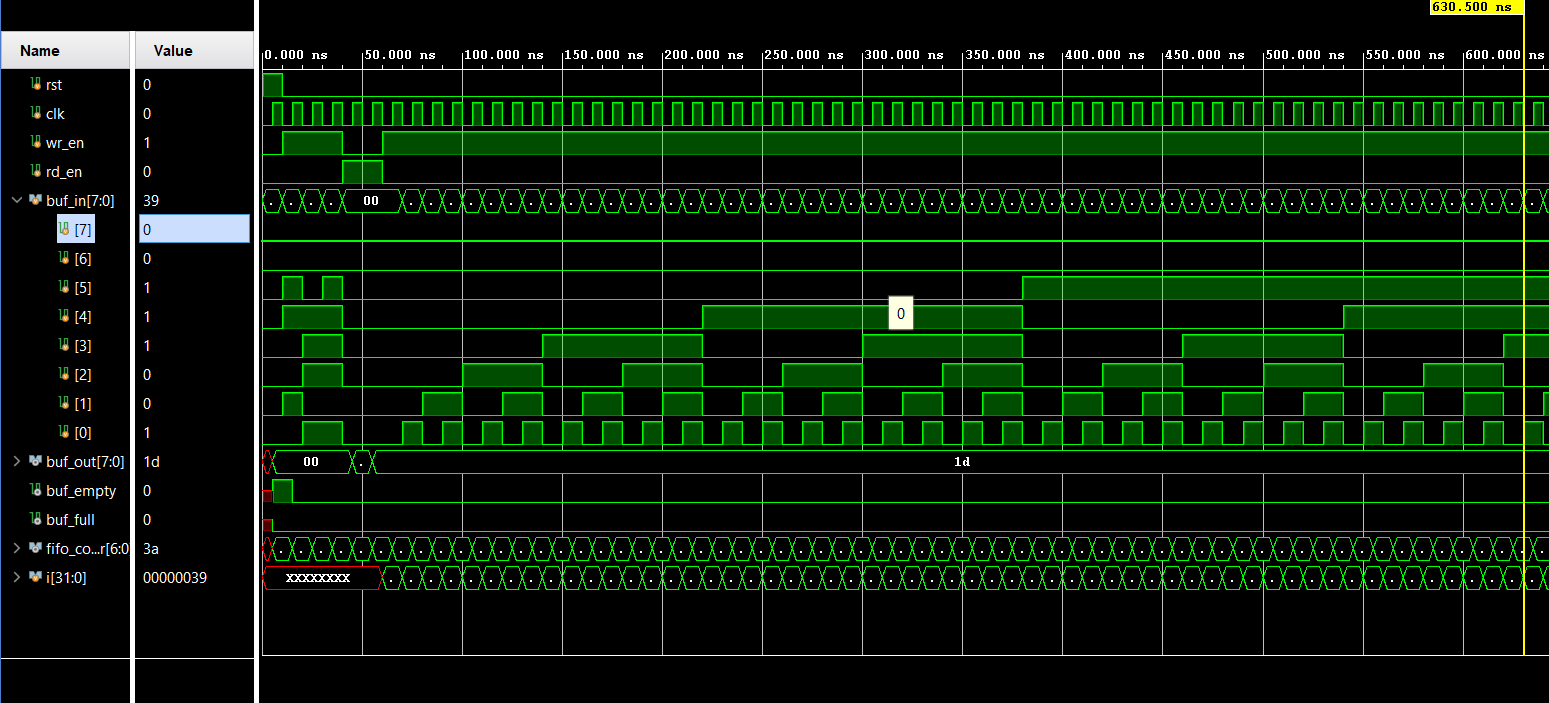 630.500 ns
Name Value
0.000 ns 50.000 ns 100.000 ns 150.000 ns 200.000 ns 250.000 ns 300.000 ns 350.000 ns 400.000 ns 450.000 ns 500.000 ns 550.000 ns 600.000 ns
rst 0
clk 0
wr_en 1
rd_en 0
buf_in[7:0] 39 00
[7] 0
[6] 0
[5] 1
[4] 1 0
[3] 1
[2] 0
[1] 0
[0] 1
buf_out[7:0] 1d 00 1d
buf_empty 0
buf_full 0
fifo_co...r[6:0 3a
i[31:0] 00000039 XXXXXXXX